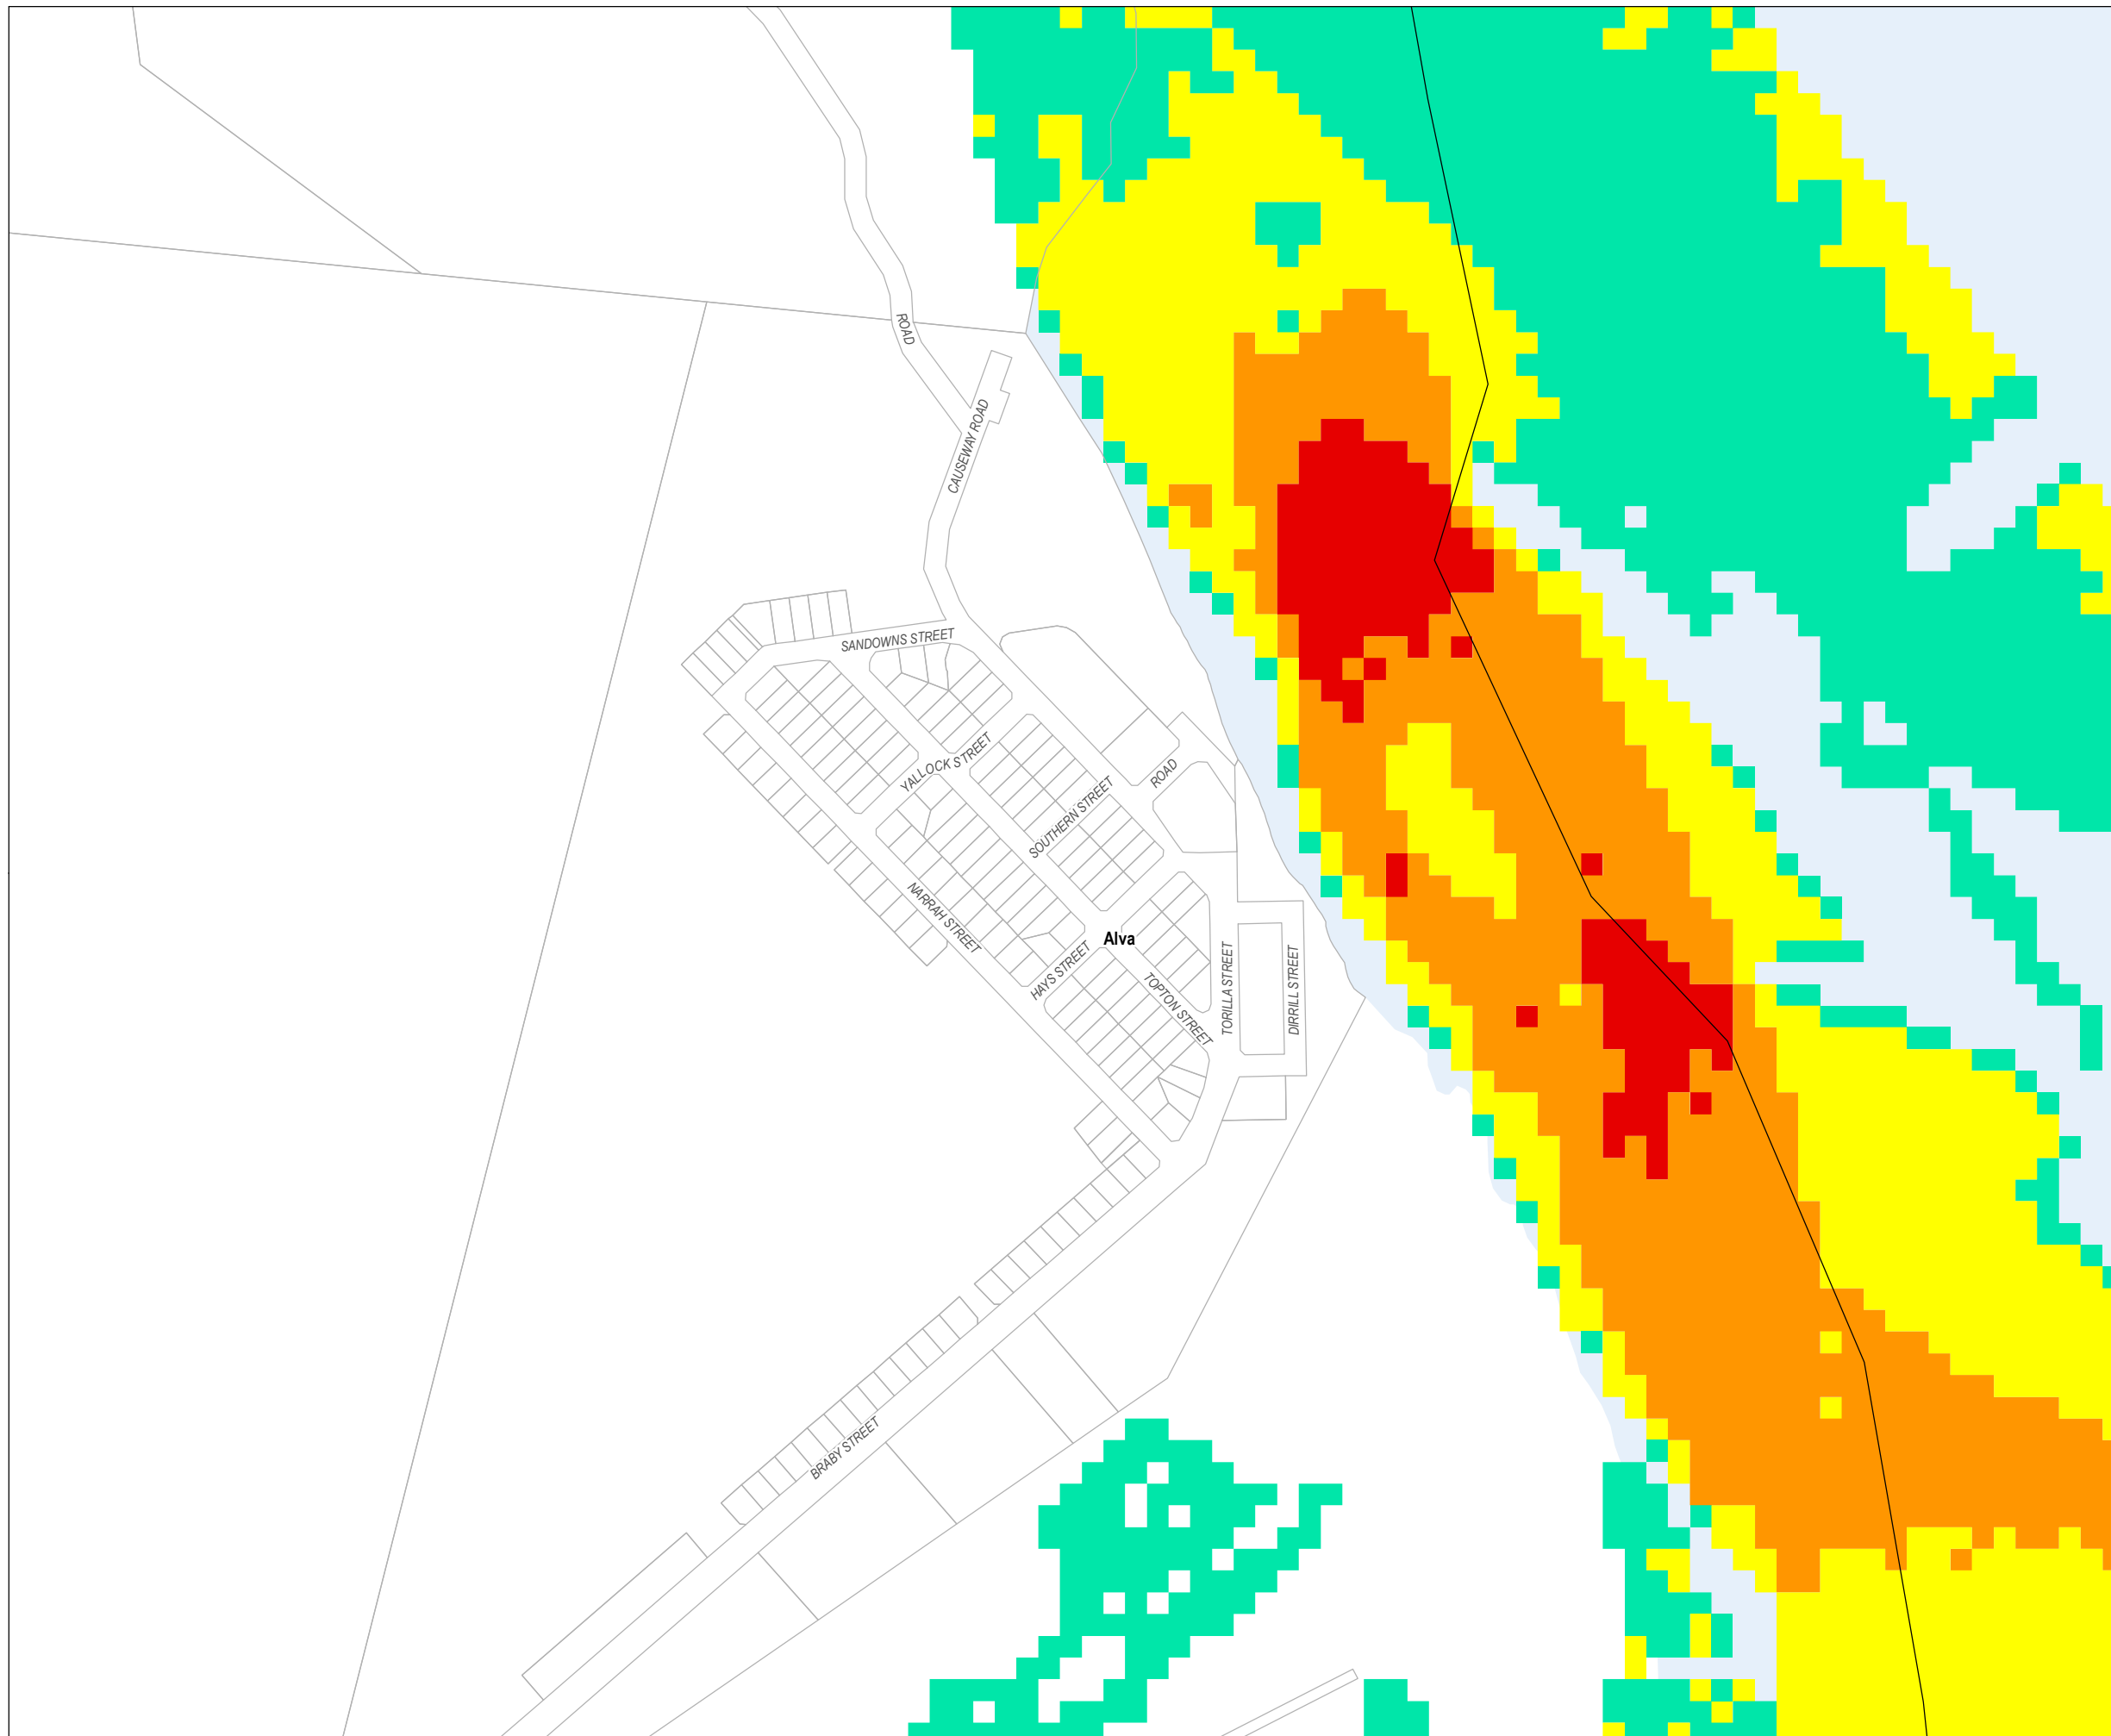 ROAD
CAUSEWAY ROAD
SANDOWNS STREET
YALLOCK STREET
ROAD
SOUTHERN STREET
NARRAH STREET
Alva
HAYS STREET
TOPTON STREET
TORILLA STREET
DIRRILL STREET
BRABY STREET